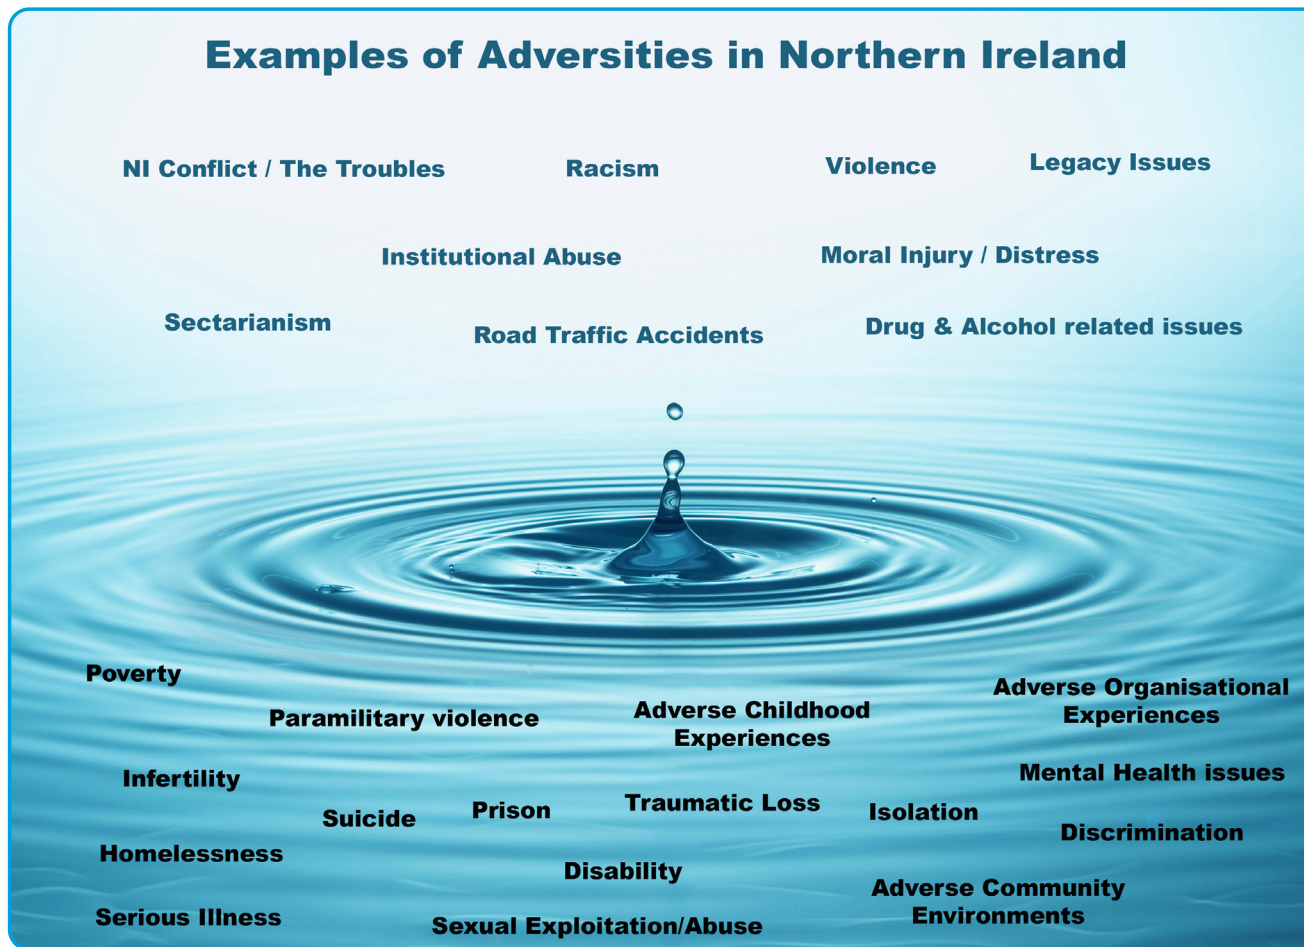 Examples of Adversities in Northern Ireland
NI Conflict / The Troubles
Racism
Violence
Legacy Issues
Institutional Abuse
Moral Injury / Distress
Sectarianism
Road Traffic Accidents
Drug & Alcohol related issues
Poverty
Paramilitary violence
Adverse Childhood
Experiences
Adverse Organisational
Experiences
Infertility
Mental Health issues
Suicide
Prison
Traumatic Loss
Isolation
Discrimination
Homelessness
Disability
Adverse Community
Environments
Serious Illness
Sexual Exploitation/Abuse